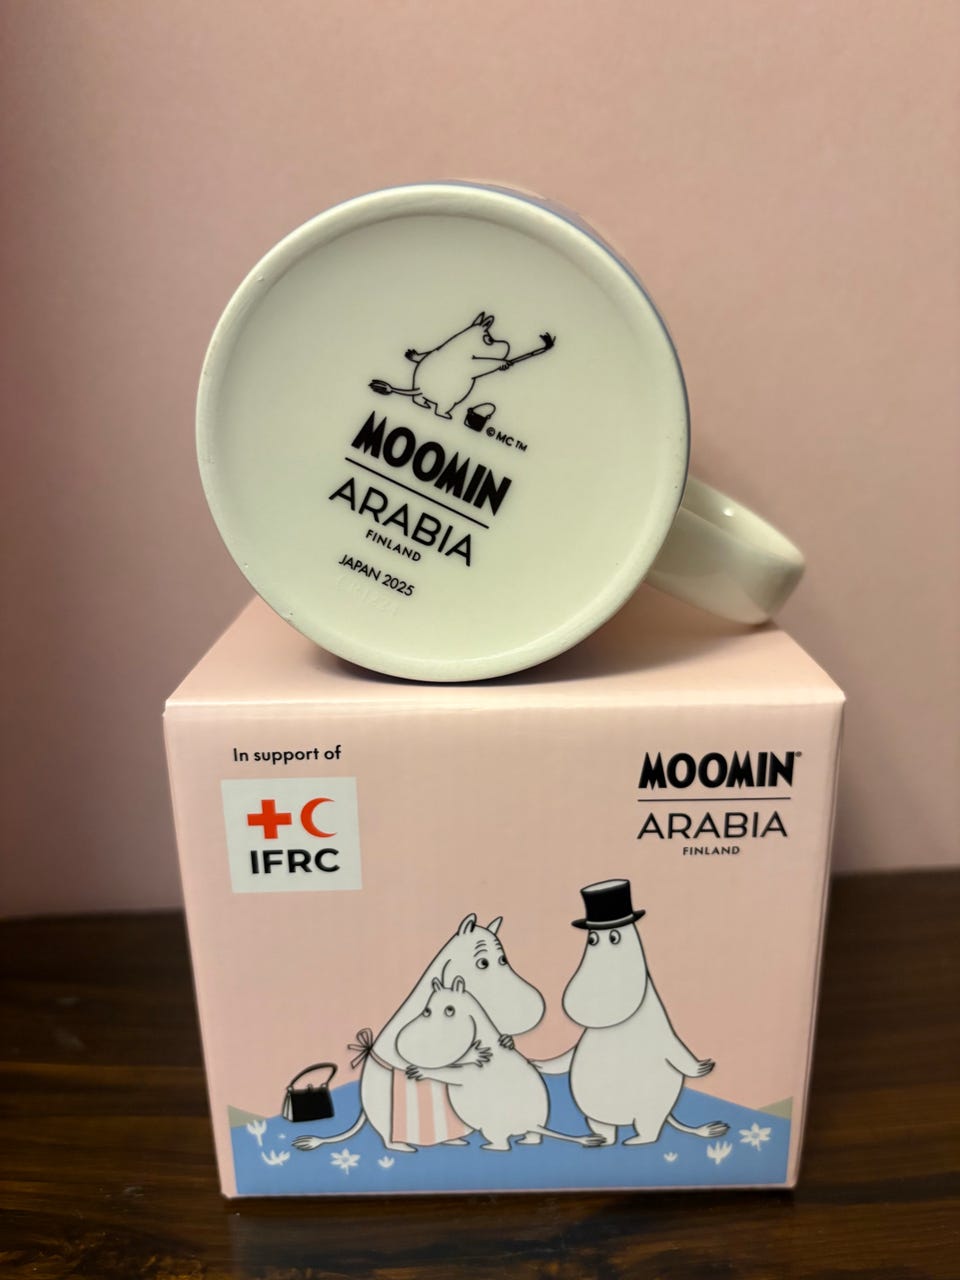 © MC ™
MOOMIN
ARABIA
FINLAND
JAPAN 2025
In support of
IFRC
MOOMIN®
ARABIA
FINLAND